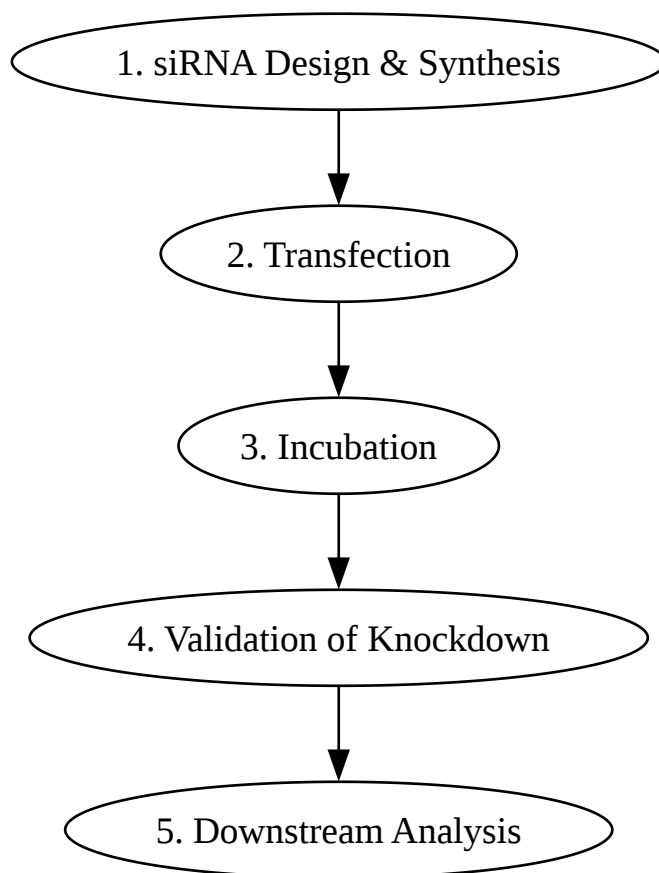 1. siRNA Design & Synthesis
2. Transfection
3. Incubation
4. Validation of Knockdown
5. Downstream Analysis